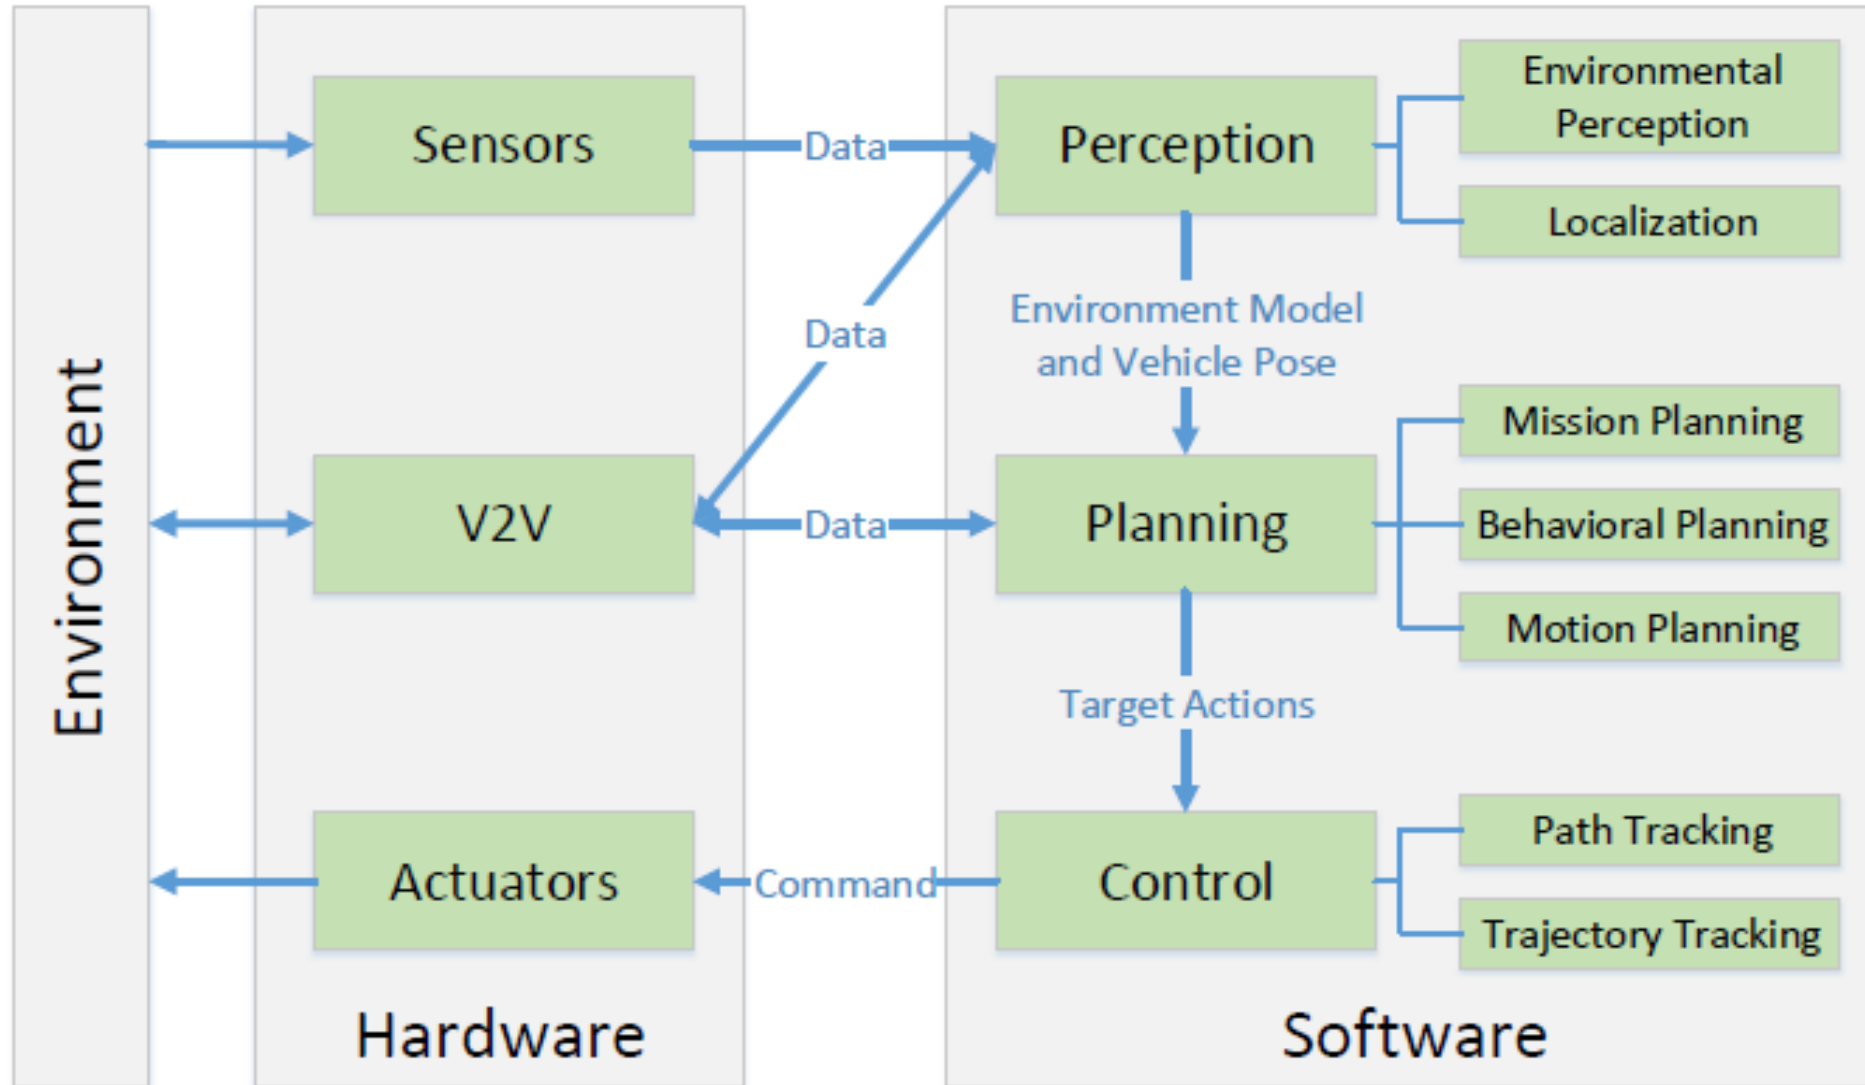 Environment
Sensors
V2V
Actuators
Hardware
Data
Data
Data
Command
Perception
Environment Model
and Vehicle Pose
Planning
Target Actions
Control
Environmental
Perception
Localization
Mission Planning
Behavioral Planning
Motion Planning
Path Tracking
Trajectory Tracking
Software